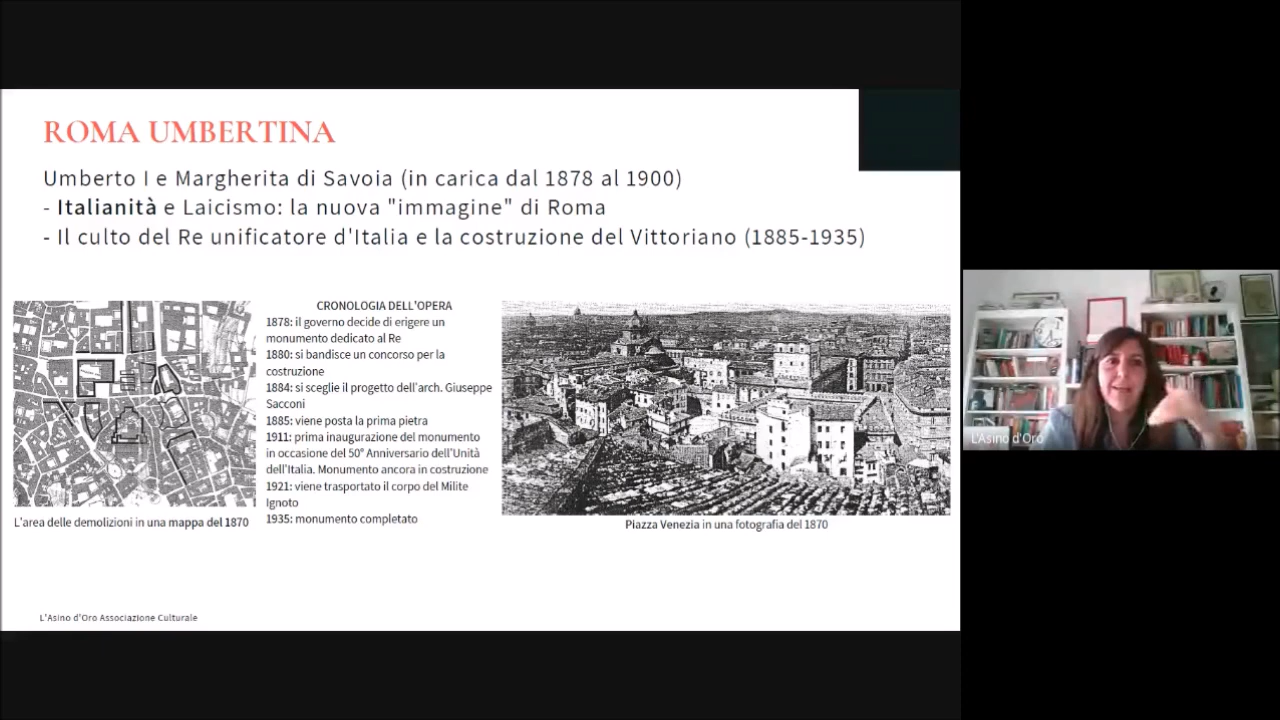 ROMA UMBERTINA
Umberto I e Margherita di Savoia (in carica dal 1878 al 1900)
- Italianità e Laicismo: la nuova "immagine" di Roma
- Il culto del Re unificatore d'Italia e la costruzione del Vittoriano (1885-1935)
CRONOLOGIA DELL'OPERA
1878: il governo decide di erigere un
monumento dedicato al Re
1880: si bandisce un concorso per la
costruzione
1884: si sceglie il progetto dell'arch. Giuseppe
Sacconi
1885: viene posta la prima pietra
1911: prima inaugurazione del monumento
in occasione del 50° Anniversario dell'Unità
dell'Italia. Monumento ancora in costruzione
1921: viene trasportato il corpo del Milite
Ignoto
1935: monumento completato
L'area delle demolizioni in una mappa del 1870
Piazza Venezia in una fotografia del 1870
L'Asino d'Oro Associazione Culturale
L'Asino d'Oro